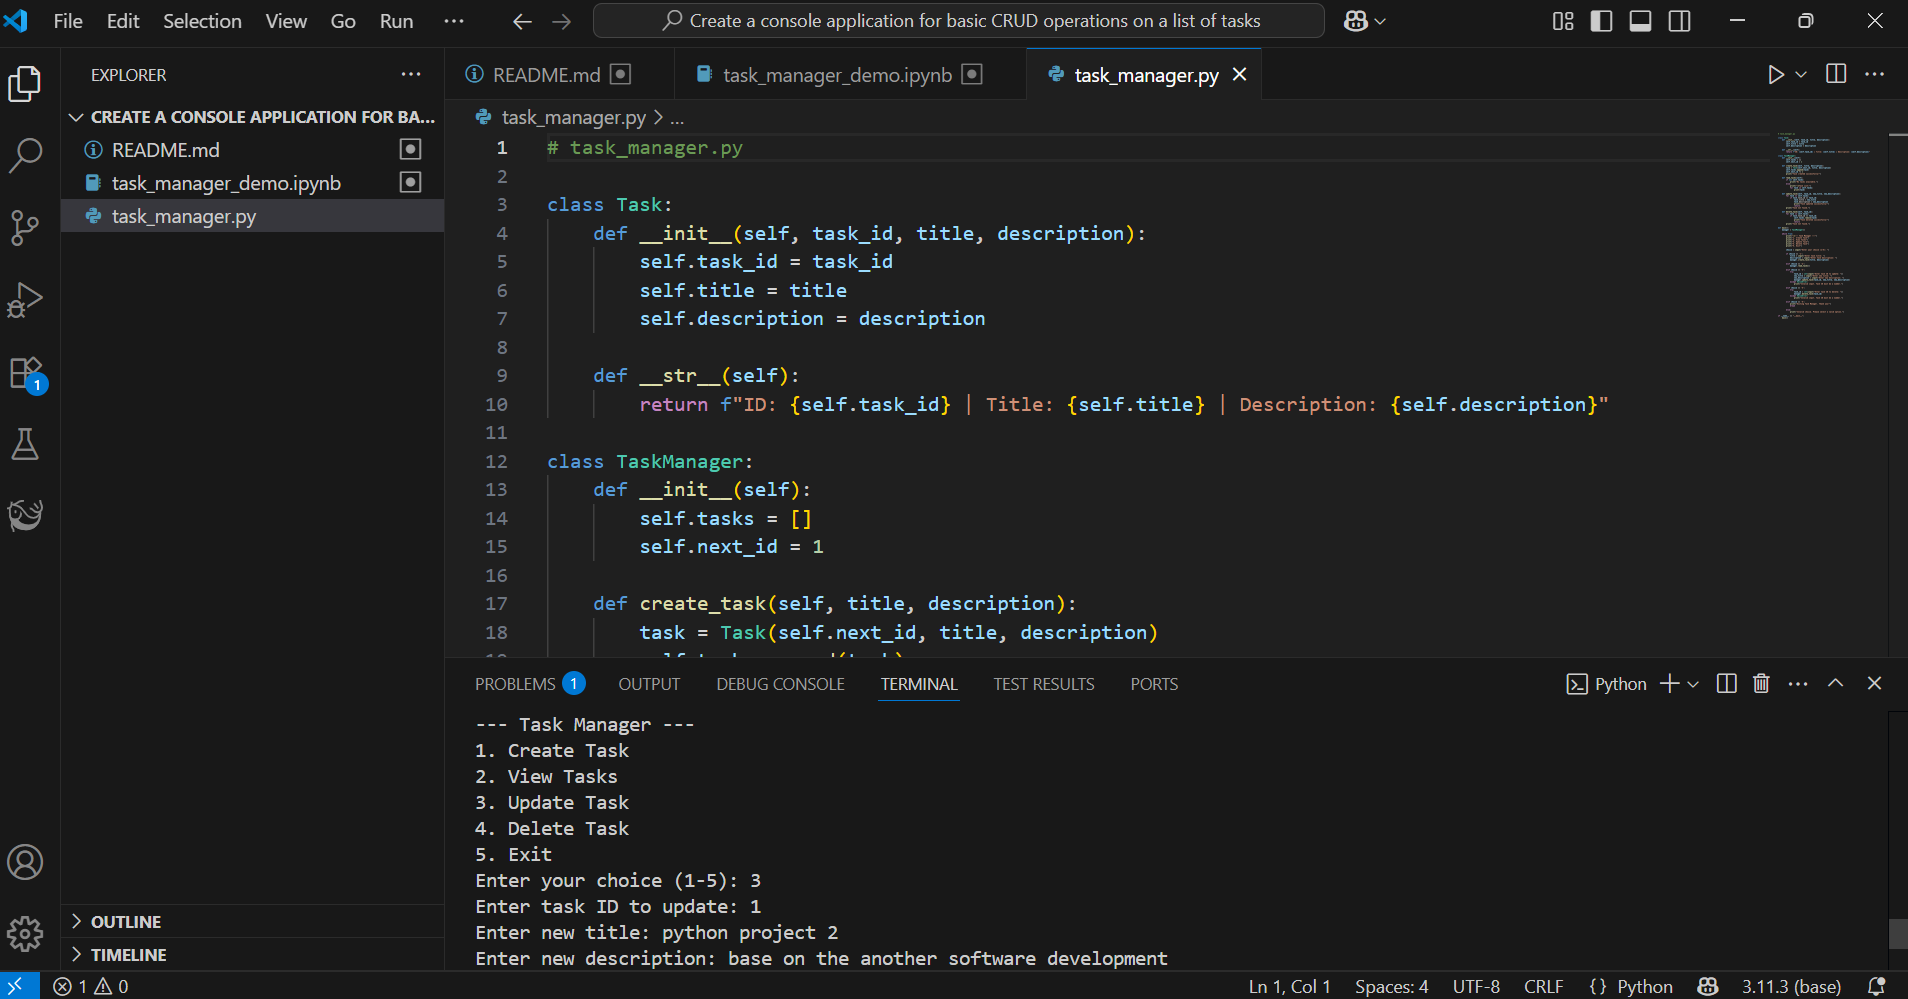 File Edit Selection View Go Run ···
Create a console application for basic CRUD operations on a list of tasks
EXPLORER ···
CREATE A CONSOLE APPLICATION FOR BA...
README.md
task_manager_demo.ipynb
task_manager.py
1
OUTLINE
TIMELINE
README.md task_manager_demo.ipynb task_manager.py
task_manager.py > ...
1 # task_manager.py
2
3 class Task:
4     def __init__(self, task_id, title, description):
5         self.task_id = task_id
6         self.title = title
7         self.description = description
8
9     def __str__(self):
10         return f"ID: {self.task_id} | Title: {self.title} | Description: {self.description}"
11
12 class TaskManager:
13     def __init__(self):
14         self.tasks = []
15         self.next_id = 1
16
17     def create_task(self, title, description):
18         task = Task(self.next_id, title, description)
PROBLEMS 1 OUTPUT DEBUG CONSOLE TERMINAL TEST RESULTS PORTS
Python
--- Task Manager ---
1. Create Task
2. View Tasks
3. Update Task
4. Delete Task
5. Exit
Enter your choice (1-5): 3
Enter task ID to update: 1
Enter new title: python project 2
Enter new description: base on the another software development
1 0
Ln 1, Col 1 Spaces: 4 UTF-8 CRLF {} Python 3.11.3 (base)